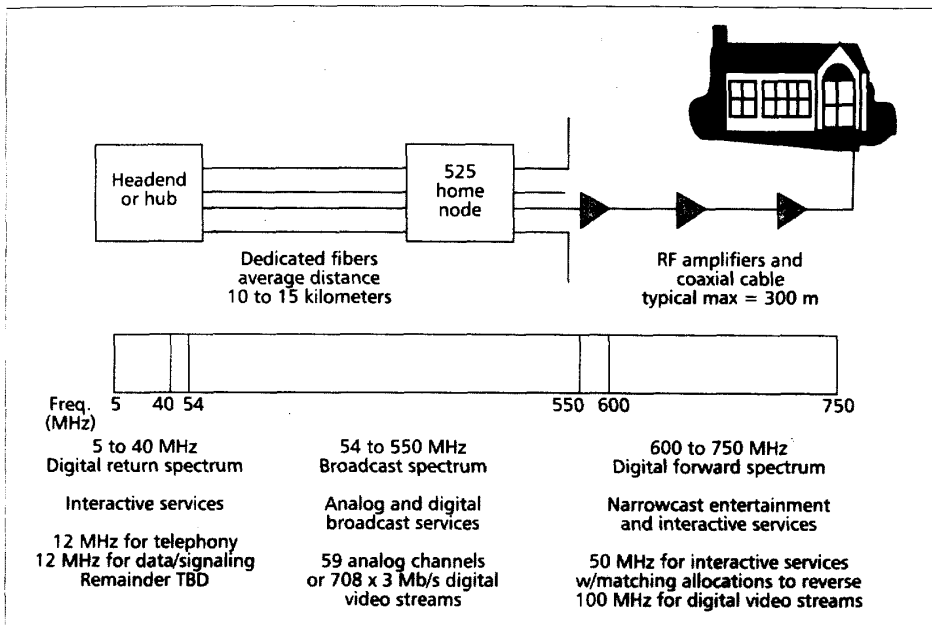 Headend
or hub
525
home
node
Dedicated fibers
average distance
10 to 15 kilometers
RF amplifiers and
coaxial cable
typical max = 300 m
Freq. 5 40 54 550 600 750
(MHz)
5 to 40 MHz
Digital return spectrum
Interactive services
12 MHz for telephony
12 MHz for data/signaling
Remainder TBD
54 to 550 MHz
Broadcast spectrum
Analog and digital
broadcast services
59 analog channels
or 708 x 3 Mb/s digital
video streams
600 to 750 MHz
Digital forward spectrum
Narrowcast entertainment
and interactive services
50 MHz for interactive services
w/matching allocations to reverse
100 MHz for digital video streams